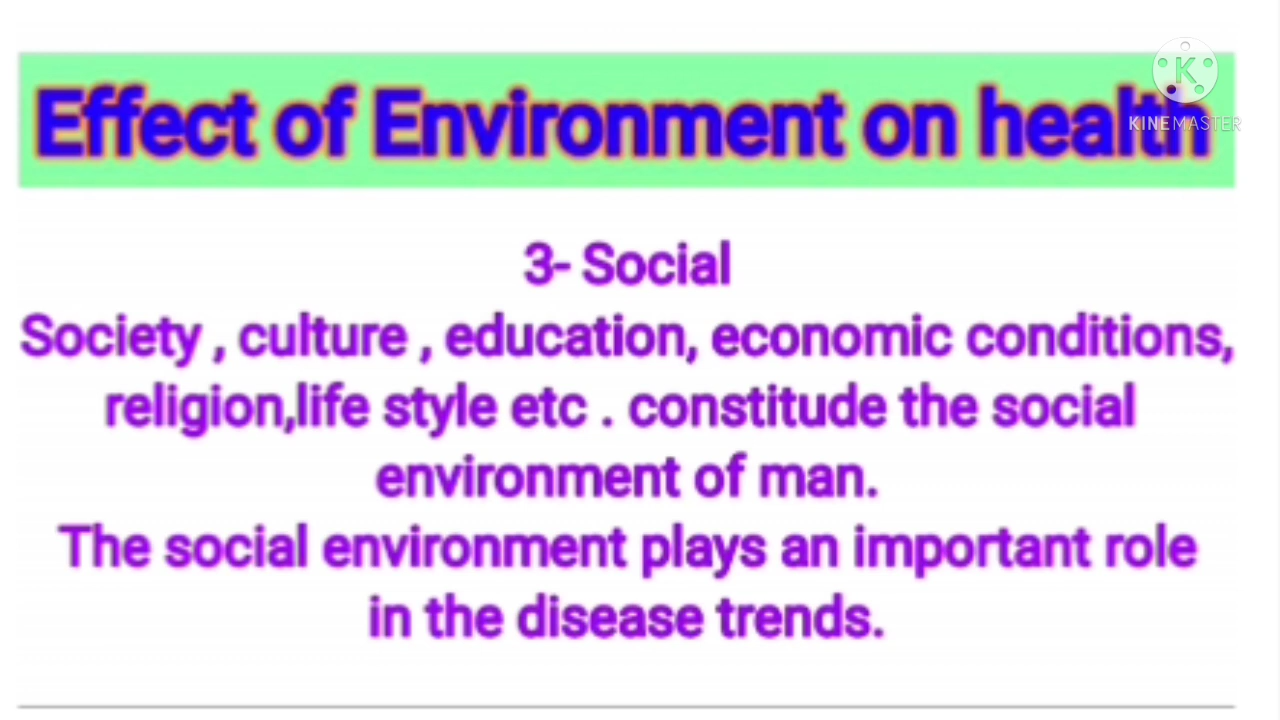 Effect of Environment on health
K
KINEMASTER
3- Social
Society , culture , education, economic conditions,
religion,life style etc . constitude the social
environment of man.
The social environment plays an important role
in the disease trends.